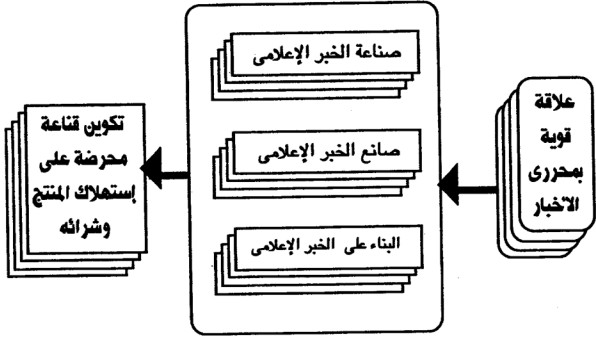 علاقة
قوية
بمحررى
الاخبار
صناعة الخبر الإعلامى
صانع الخبر الإعلامى
البناء على الخبر الإعلامى
تكوين قناعة
محرضة على
إستهلاك المنتج
وشرائه